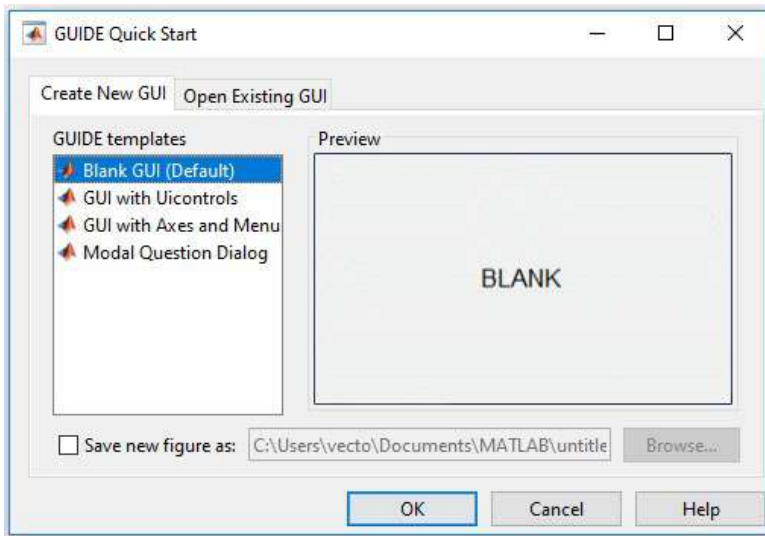 GUIDE Quick Start
Create New GUI Open Existing GUI
GUIDE templates Preview
Blank GUI (Default)
GUI with Uicontrols
GUI with Axes and Menu
Modal Question Dialog
BLANK
Save new figure as: C:\Users\vecto\Documents\MATLAB\untitle Browse...
OK Cancel Help